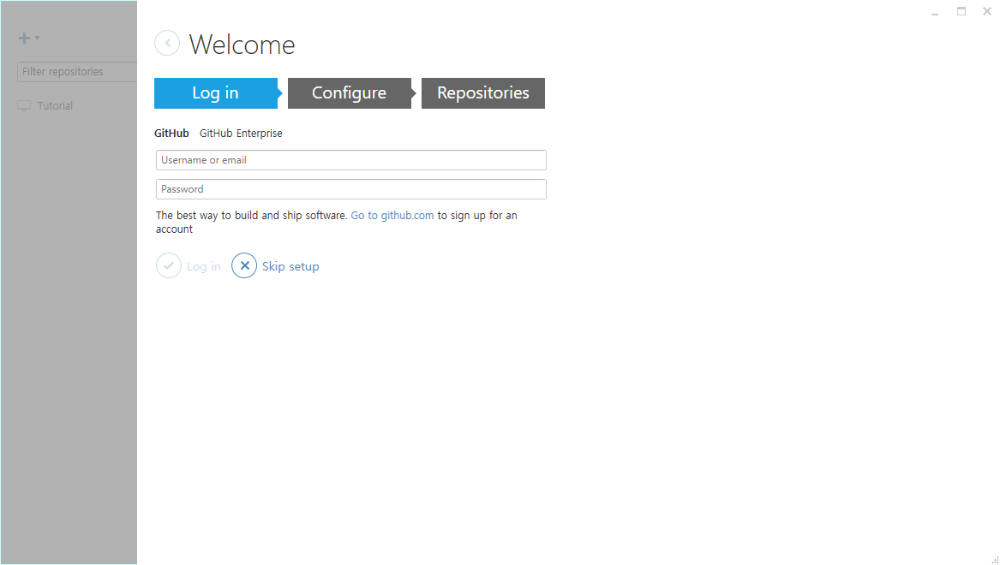 Filter repositories
Tutorial
Welcome
Log in
Configure
Repositories
GitHub GitHub Enterprise
Username or email
Password
The best way to build and ship software. Go to github.com to sign up for an
account
Log in Skip setup